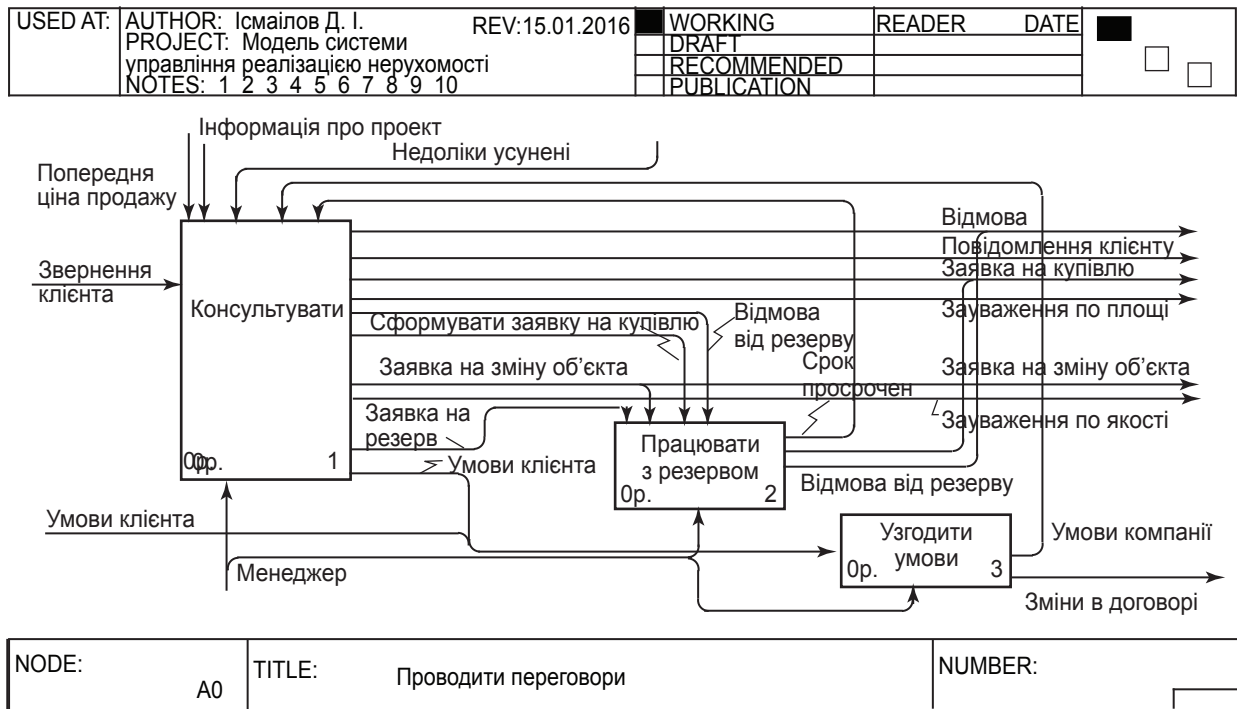 USED AT:
AUTHOR: Ісмаілов Д. І.
REV:15.01.2016
PROJECT: Модель системи
управління реалізацією нерухомості
NOTES: 1 2 3 4 5 6 7 8 9 10
WORKING
DRAFT
RECOMMENDED
PUBLICATION
READER DATE
Інформація про проект
Недоліки усунені
Попередня
ціна продажу
Звернення
клієнта
Консультувати
0р.
0р.
1
Відмова
Повідомлення клієнту
Заявка на купівлю
Зауваження по площі
Сформувати заявку на купівлю
Відмова
від резерву
Срок
просрочен
Заявка на зміну об’єкта
Заявка на зміну об’єкта
Зауваження по якості
Заявка на
резерв
Умови клієнта
Працювати
з резервом
0р. 2
Відмова від резерву
Умови клієнта
Менеджер
Узгодити
умови
0р. 3
Умови компанії
Зміни в договорі
NODE:
A0
TITLE:
Проводити переговори
NUMBER: